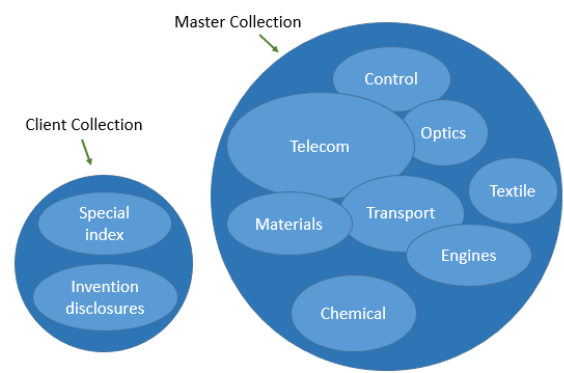 Master Collection
Control
Client Collection
Telecom
Optics
Textile
Special
index
Materials
Transport
Engines
Invention
disclosures
Chemical